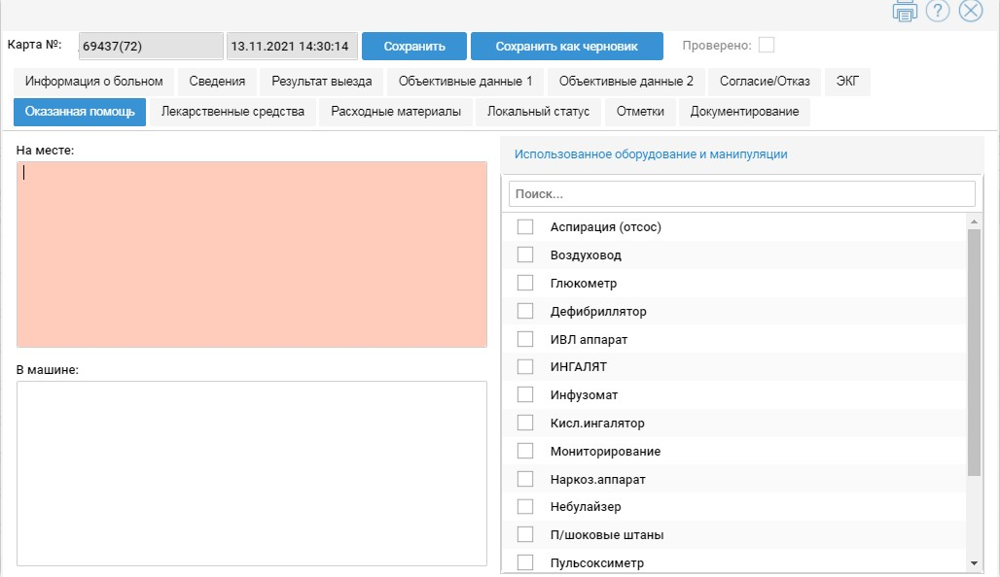 Карта №: 69437(72) 13.11.2021 14:30:14 Сохранить Сохранить как черновик Проверено:
Информация о больном Сведения Результат выезда Объективные данные 1 Объективные данные 2 Согласие/Отказ ЭКГ
Оказанная помощь Лекарственные средства Расходные материалы Локальный статус Отметки Документирование
На месте:
В машине:
Использованное оборудование и манипуляции
Поиск...
Аспирация (отсос)
Воздуховод
Глюкометр
Дефибриллятор
ИВЛ аппарат
ИНГАЛЯТ
Инфузомат
Кисл.ингалятор
Мониторирование
Наркоз.аппарат
Небулайзер
П/шоковые штаны
Пульсоксиметр